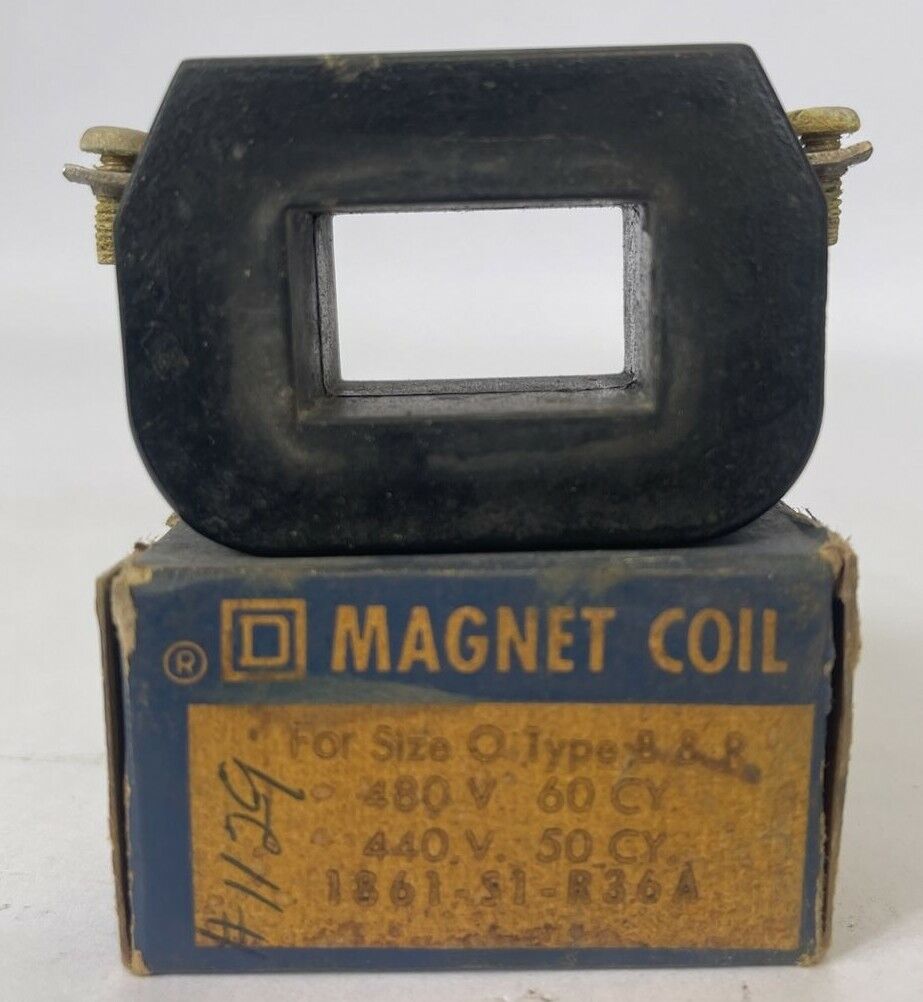 ® D MAGNET COIL
For Size O Type B & R
480 V. 60 CY.
440 V. 50 CY.
1861-S1-R36A
#1129